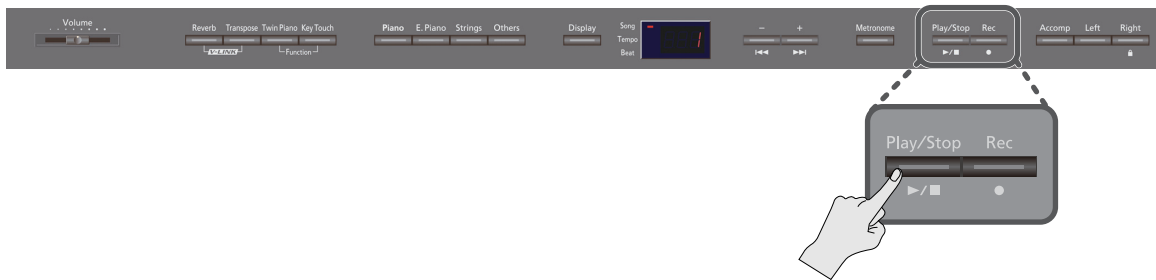 Volume
Reverb Transpose Twin Piano Key Touch
V-LINK
Function
Piano E. Piano Strings Others
Display
Song
Tempo
Beat
1
− +
Metronome
Play/Stop Rec
Accomp Left Right
Play/Stop Rec